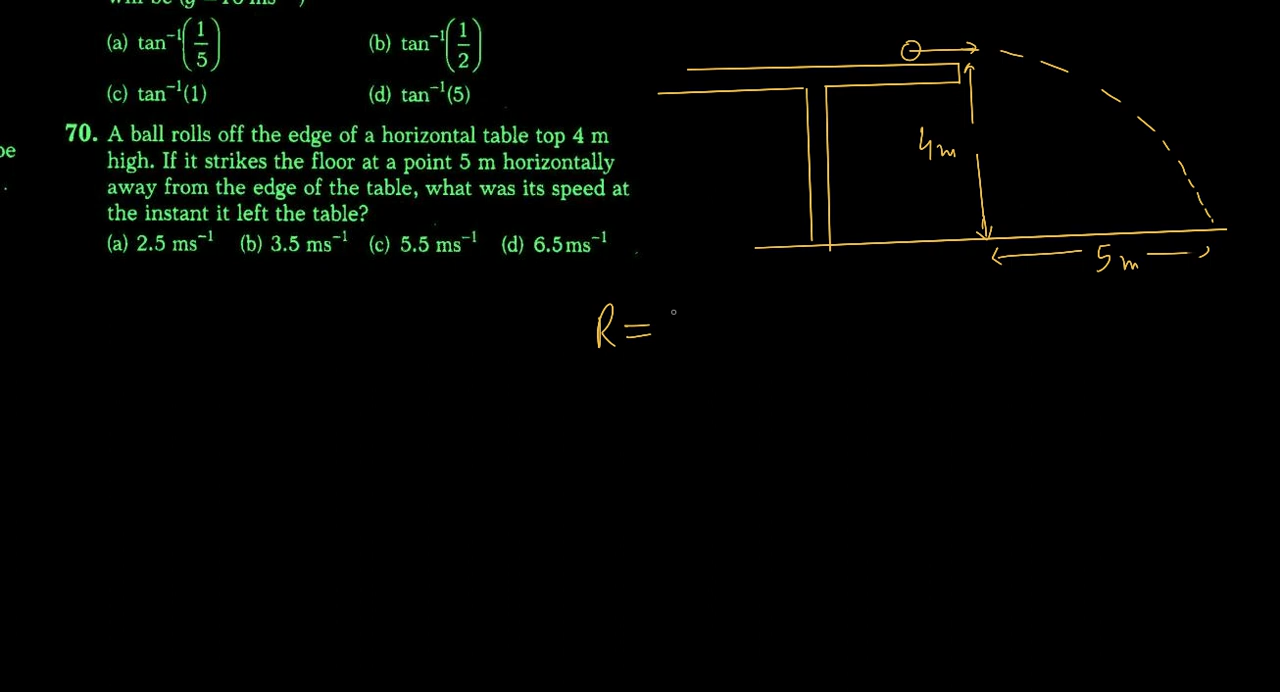 (a) tan⁻¹(1/5) (b) tan⁻¹(1/2)
(c) tan⁻¹(1) (d) tan⁻¹(5)
70. A ball rolls off the edge of a horizontal table top 4 m
high. If it strikes the floor at a point 5 m horizontally
away from the edge of the table, what was its speed at
the instant it left the table?
(a) 2.5 ms⁻¹ (b) 3.5 ms⁻¹ (c) 5.5 ms⁻¹ (d) 6.5 ms⁻¹
4m
5m
R =